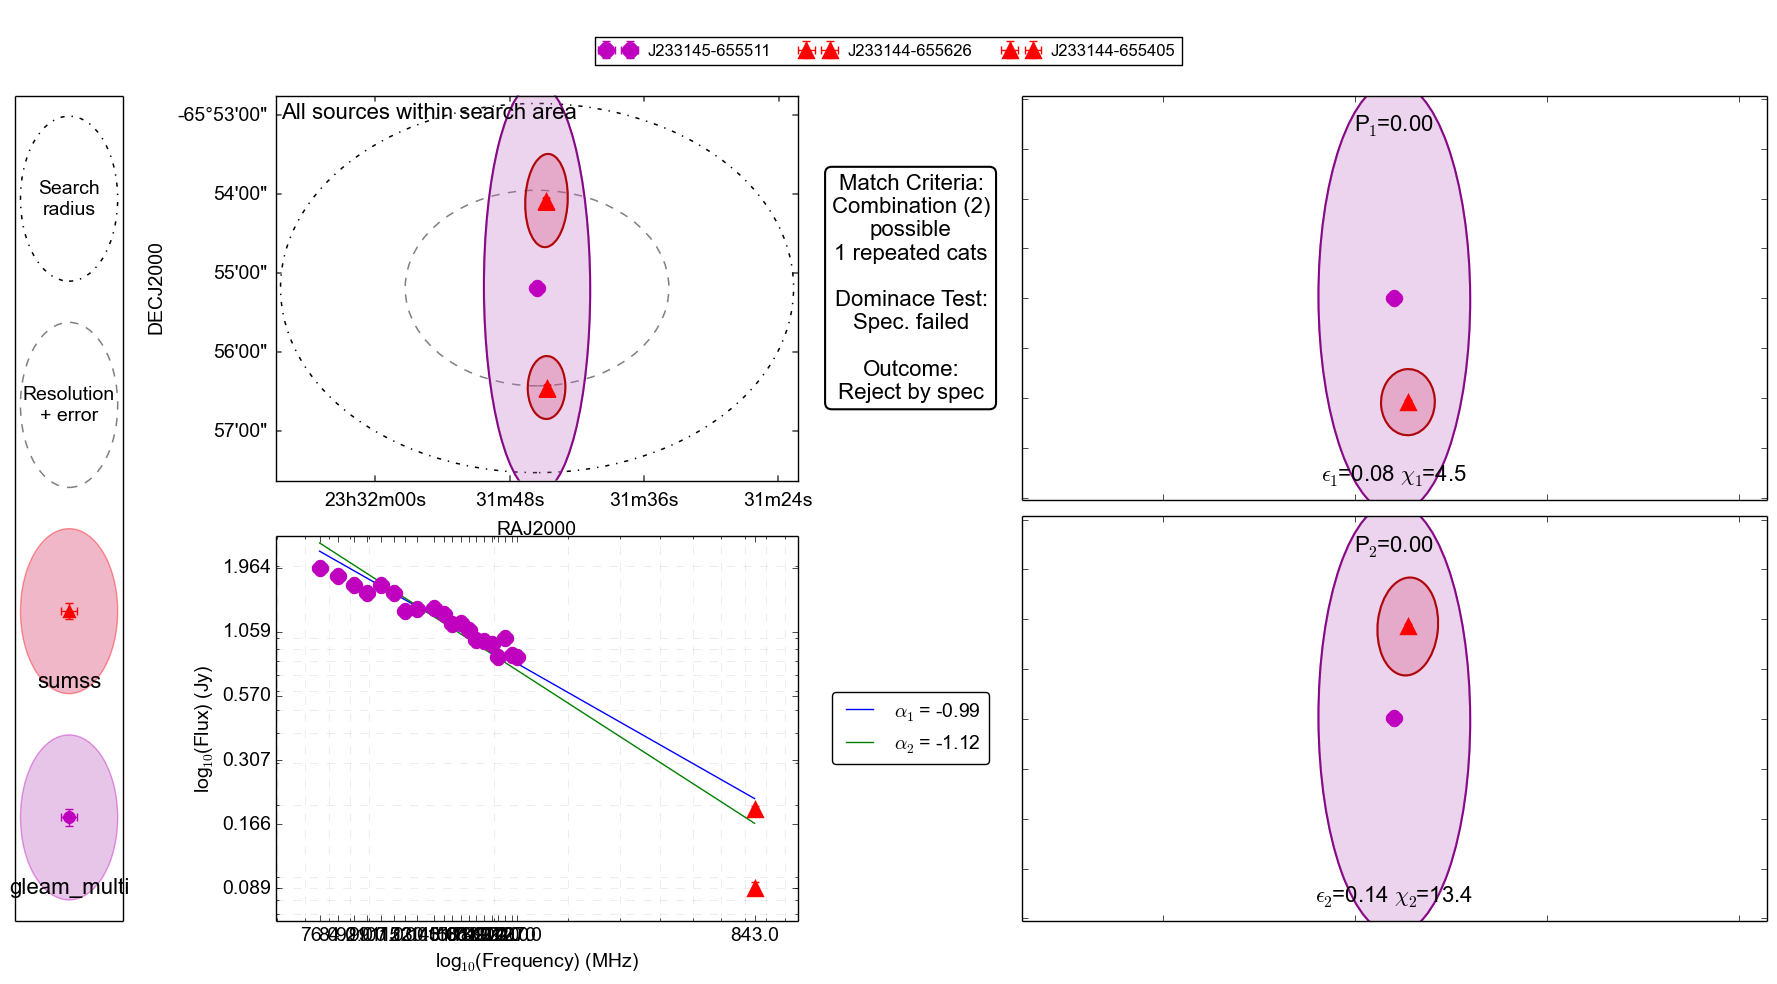 J233145-655511 J233144-655626 J233144-655405
Search
radius
Resolution
+ error
sumss
gleam_multi
All sources within search area
-65°53'00"
54'00"
55'00"
56'00"
57'00"
DECJ2000
23h32m00s 31m48s 31m36s 31m24s
RAJ2000
Match Criteria:
Combination (2)
possible
1 repeated cats
Dominace Test:
Spec. failed
Outcome:
Reject by spec
P1=0.00
ϵ1=0.08 χ1=4.5
P2=0.00
ϵ2=0.14 χ2=13.4
1.964
1.059
0.570
0.307
0.166
0.089
log10(Flux) (Jy)
843.0
log10(Frequency) (MHz)
α1 = -0.99
α2 = -1.12